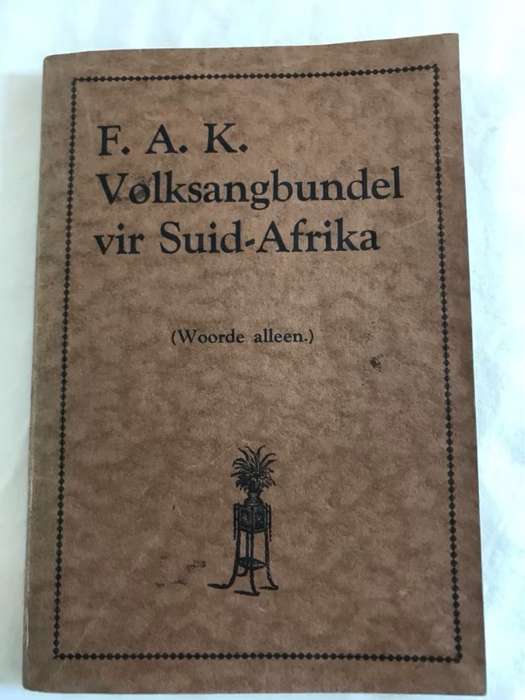 F. A. K.
Volksangbundel
vir Suid-Afrika
(Woorde alleen.)